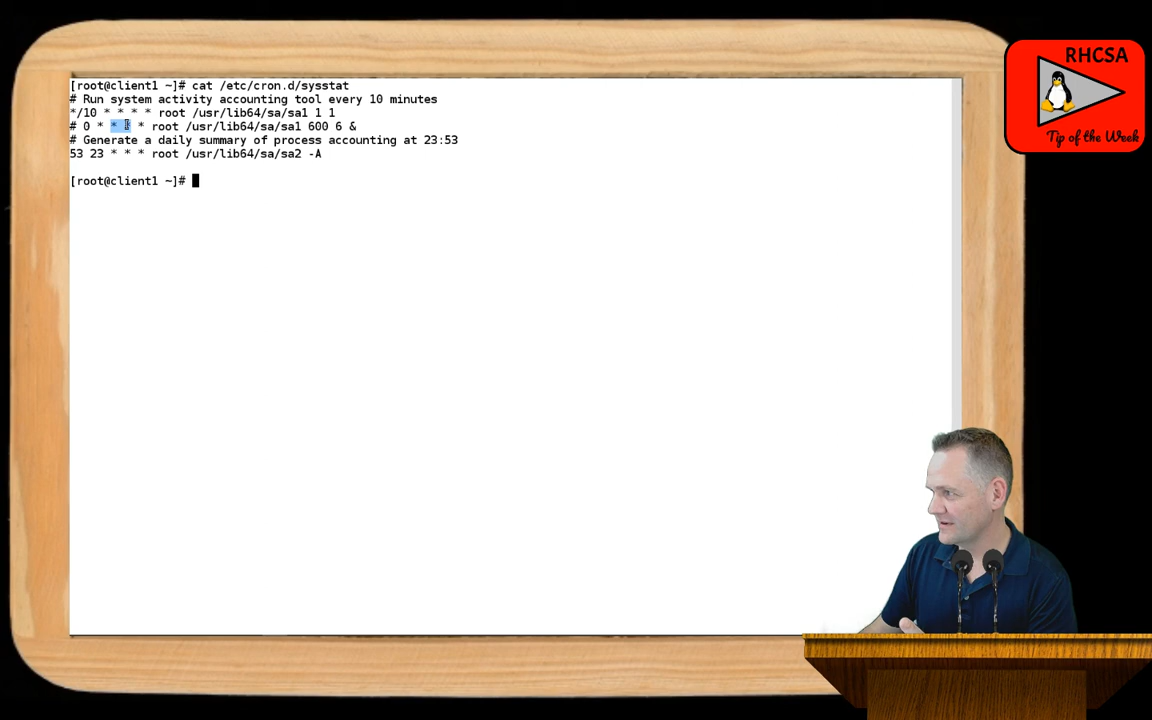 [root@client1 ~]# cat /etc/cron.d/sysstat
# Run system activity accounting tool every 10 minutes
*/10 * * * * root /usr/lib64/sa/sa1 1 1
# 0 * * * * root /usr/lib64/sa/sa1 600 6 &
# Generate a daily summary of process accounting at 23:53
53 23 * * * root /usr/lib64/sa/sa2 -A
[root@client1 ~]#
RHCSA
Tip of the Week